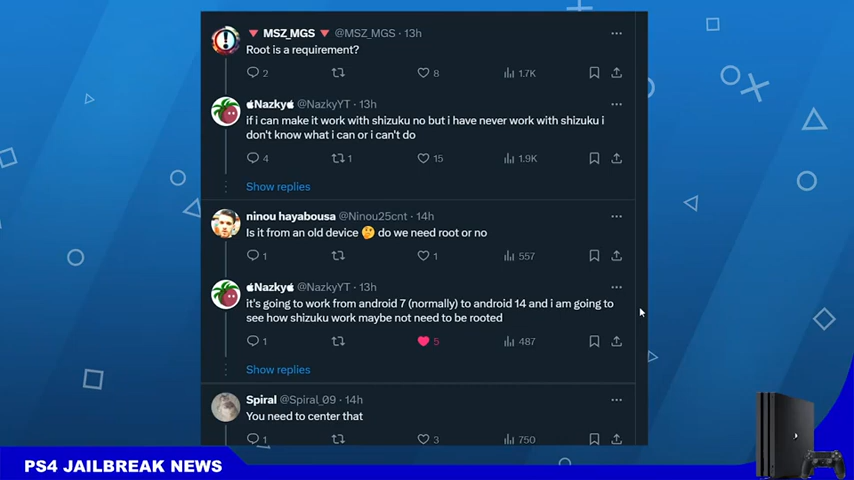 MSZ_MGS @MSZ_MGS · 13h
Root is a requirement?
2 8 1.7K
Nazky @NazkyYT · 13h
if i can make it work with shizuku no but i have never work with shizuku i
don't know what i can or i can't do
4 1 15 1.9K
Show replies
ninou hayabousa @Ninou25cnt · 14h
Is it from an old device 🤔 do we need root or no
1 1 557
Nazky @NazkyYT · 13h
it's going to work from android 7 (normally) to android 14 and i am going to
see how shizuku work maybe not need to be rooted
1 5 487
Show replies
Spiral @Spiral_09 · 14h
You need to center that
1 3 750
PS4 JAILBREAK NEWS